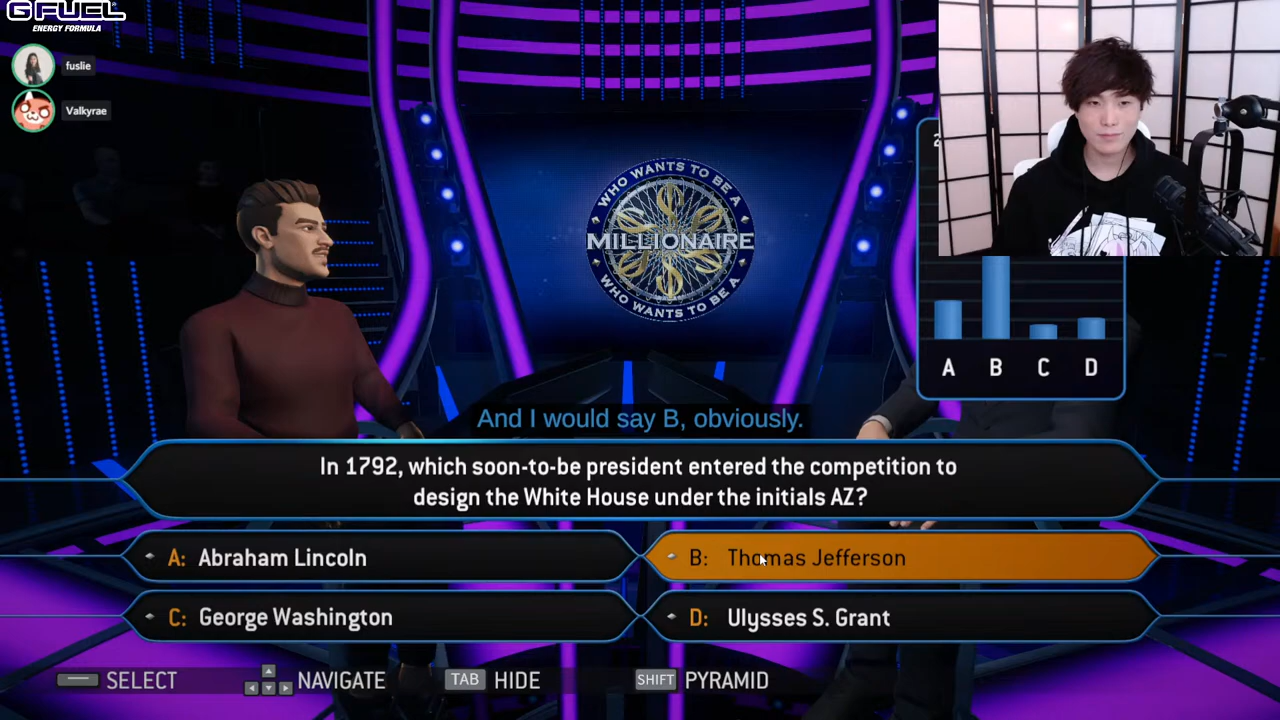 G FUEL
ENERGY FORMULA
fuslie
Valkyrae
WHO WANTS TO BE A
MILLIONAIRE
WHO WANTS TO BE A
2
A B C D
And I would say B, obviously.
In 1792, which soon-to-be president entered the competition to
design the White House under the initials AZ?
A: Abraham Lincoln
B: Thomas Jefferson
C: George Washington
D: Ulysses S. Grant
SELECT NAVIGATE TAB HIDE SHIFT PYRAMID